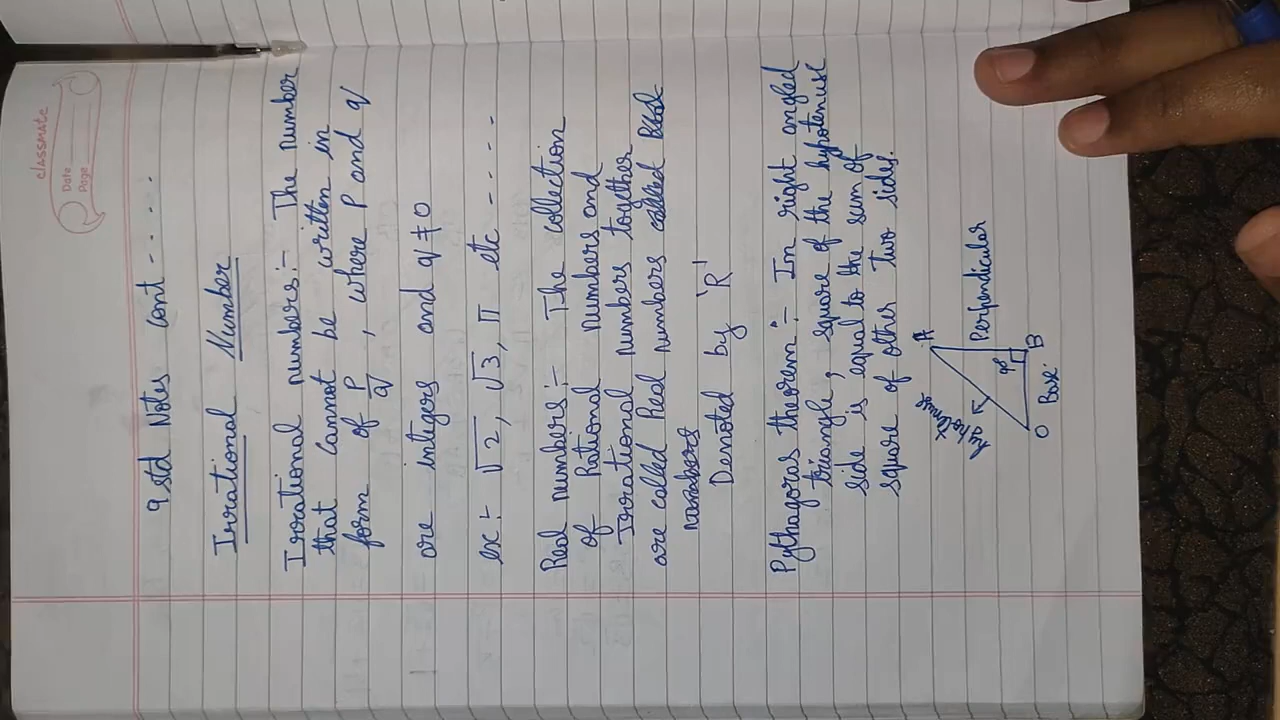 classmate
Date
Page
9 std Notes cont - - - - .
Irrational Number
Irrational numbers :- The number
that cannot be written in
form of P/q , where P and q
are integers and q ≠ 0
ex :- √2, √3, π etc - - - - -
Real numbers :- The collection
of Rational numbers and
Irrational numbers together
are called Real numbers called Real
numbers
Denoted by 'R'
Pythagoras theorem :- In right angled
triangle, square of the hypotenuse
side is equal to the sum of
square of other two sides.
A
Hypotenuse
Perpendicular
90
O
B
Base